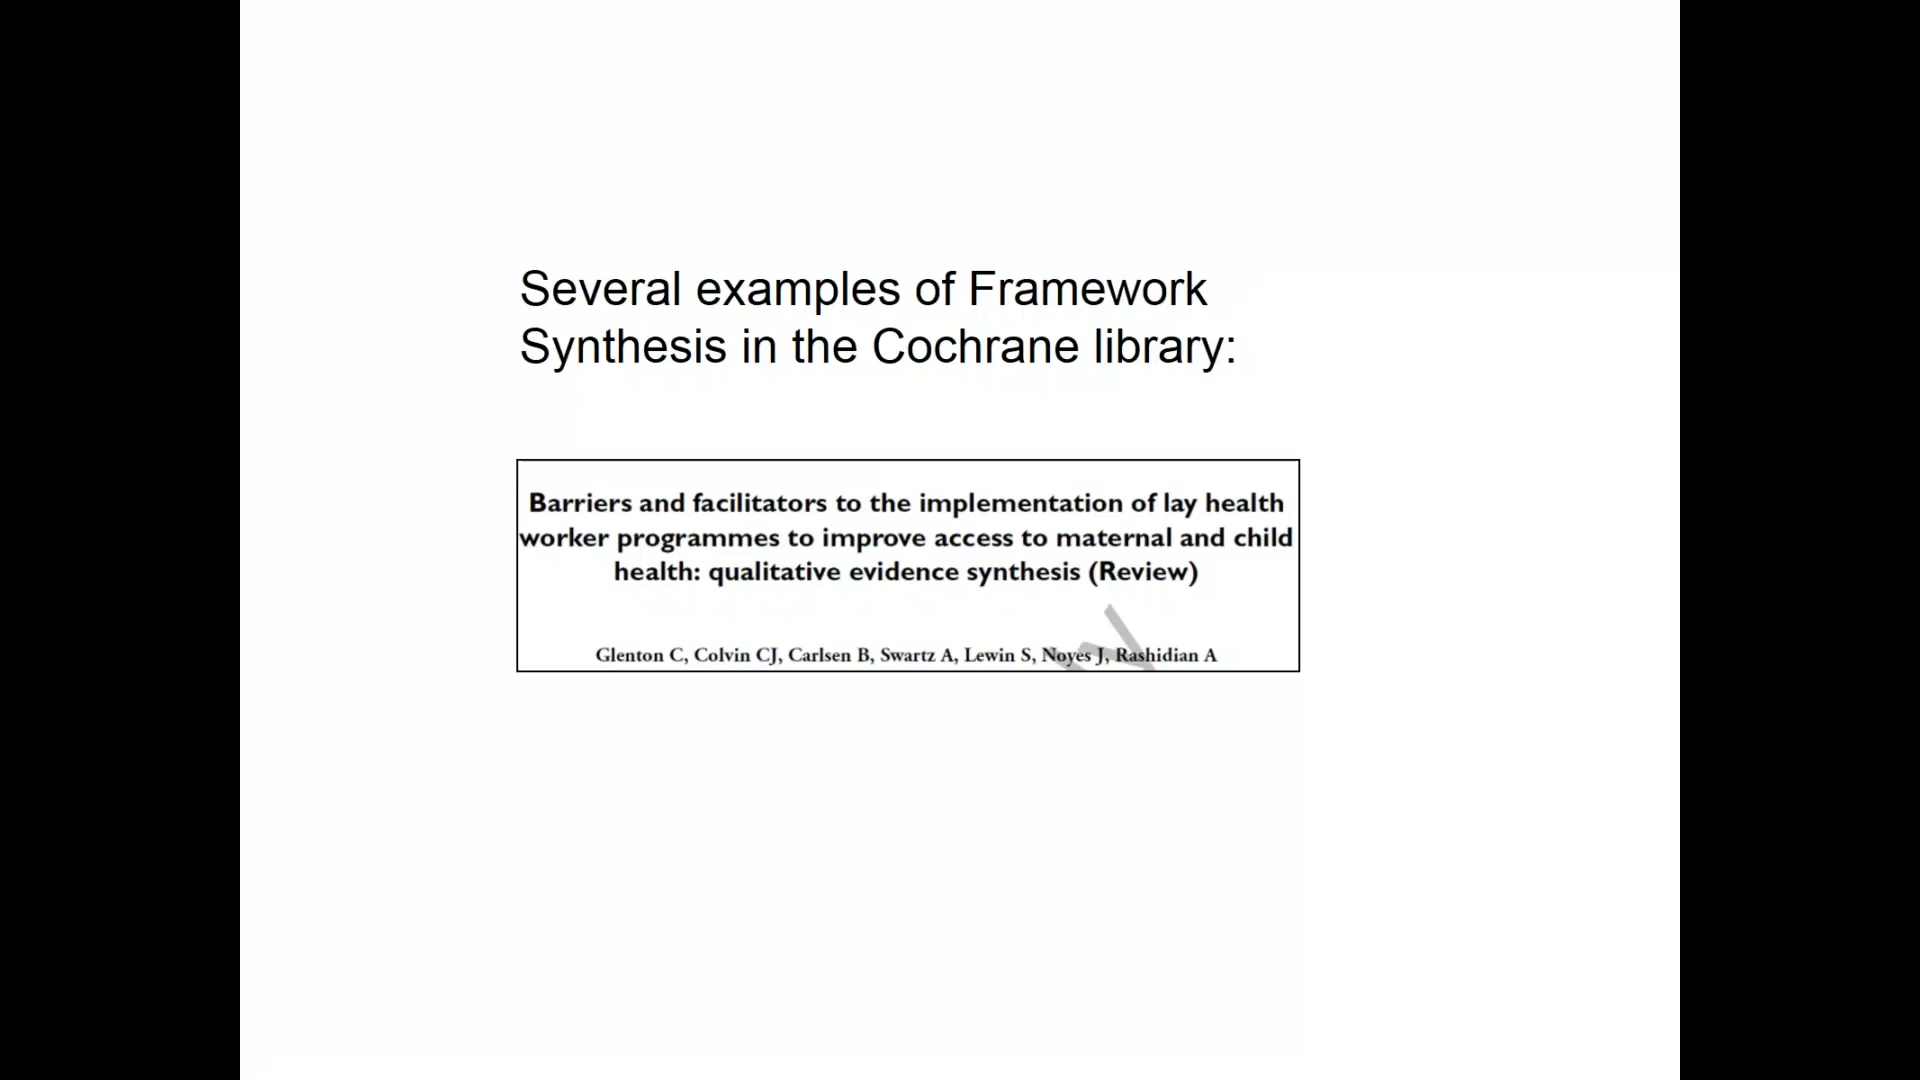 Several examples of Framework
Synthesis in the Cochrane library:
Barriers and facilitators to the implementation of lay health
worker programmes to improve access to maternal and child
health: qualitative evidence synthesis (Review)
Glenton C, Colvin CJ, Carlsen B, Swartz A, Lewin S, Noyes J, Rashidian A